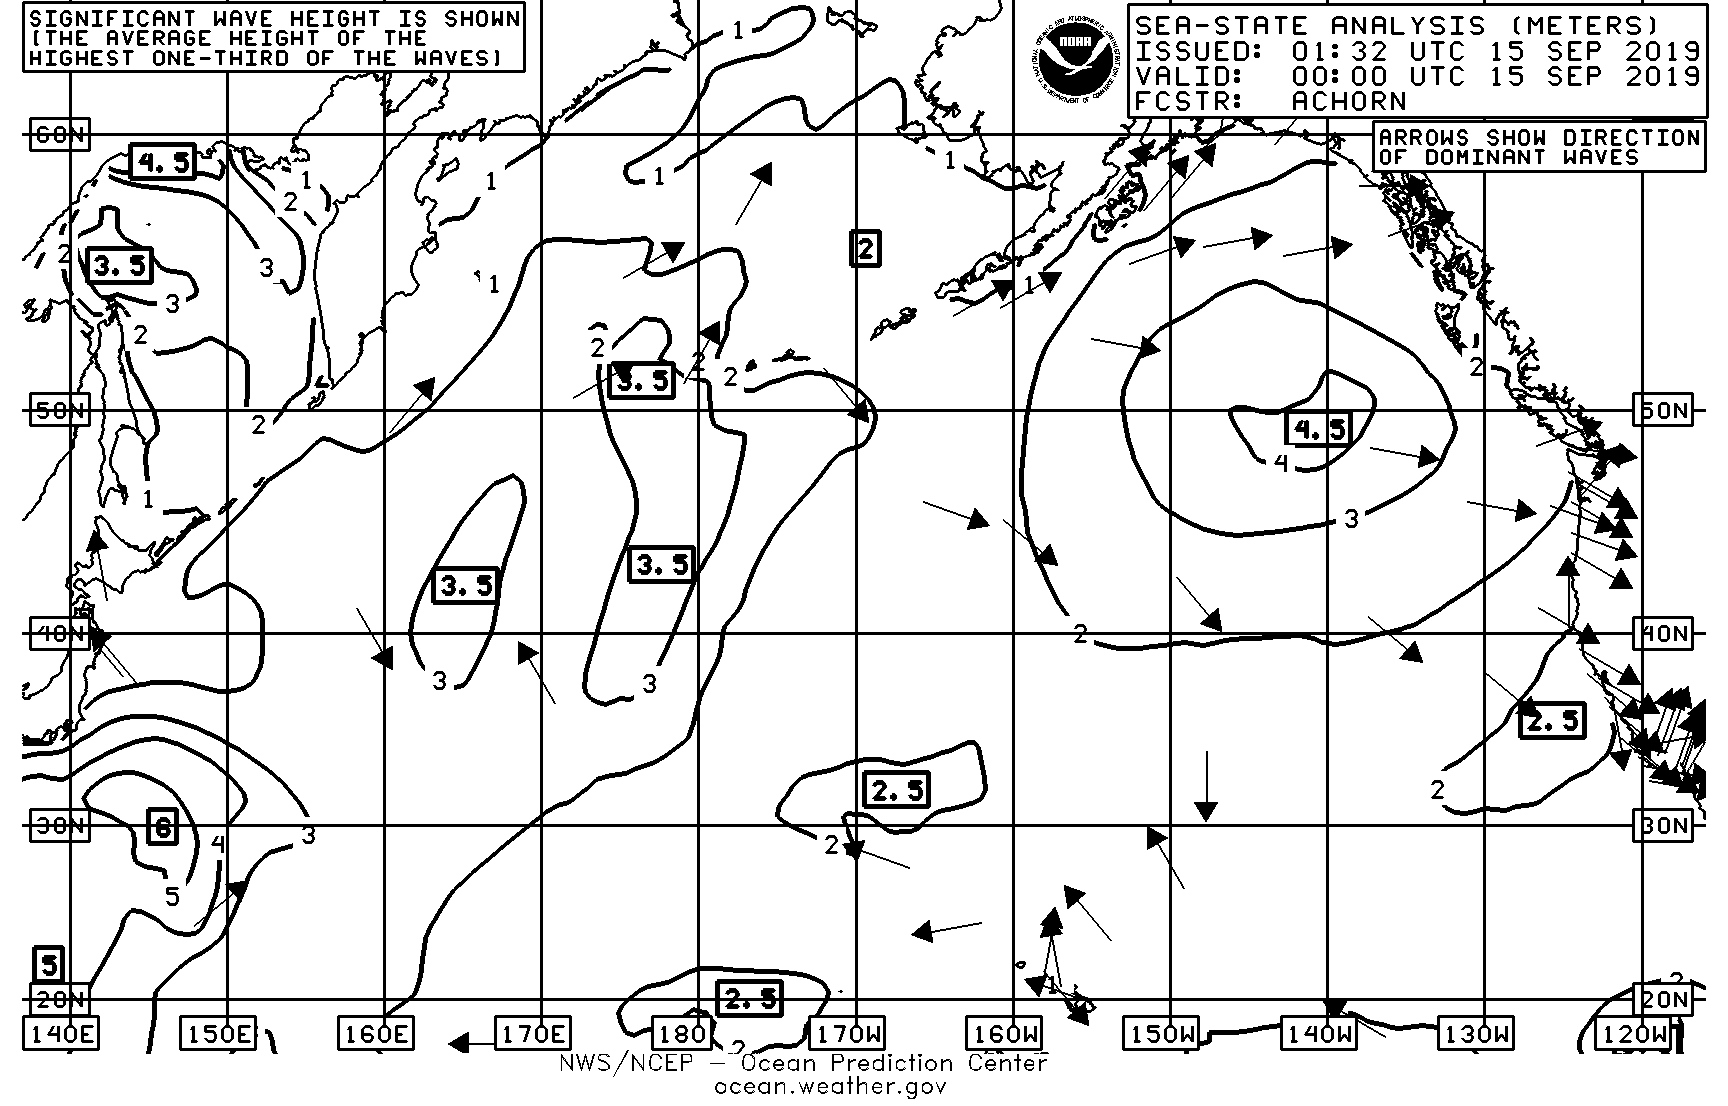 SIGNIFICANT WAVE HEIGHT IS SHOWN
(THE AVERAGE HEIGHT OF THE
HIGHEST ONE-THIRD OF THE WAVES)
SEA-STATE ANALYSIS (METERS)
ISSUED: 01:32 UTC 15 SEP 2019
VALID: 00:00 UTC 15 SEP 2019
FCSTR: ACHORN
NOAA
ARROWS SHOW DIRECTION
OF DOMINANT WAVES
1
60N
4.5
1
1
1
1
2
2
2
3.5
3
3
1
1
2
2
2
2
3.5
2
2
50N
2
4.5
50N
4
1
3
3.5
3.5
40N
2
40N
3
3
2.5
2.5
2
30N
6
4
3
2
30N
5
5
1
20N
2.5
2
20N
2
140E
150E
160E
170E
180
170W
160W
150W
140W
130W
120W
NWS/NCEP – Ocean Prediction Center
ocean.weather.gov